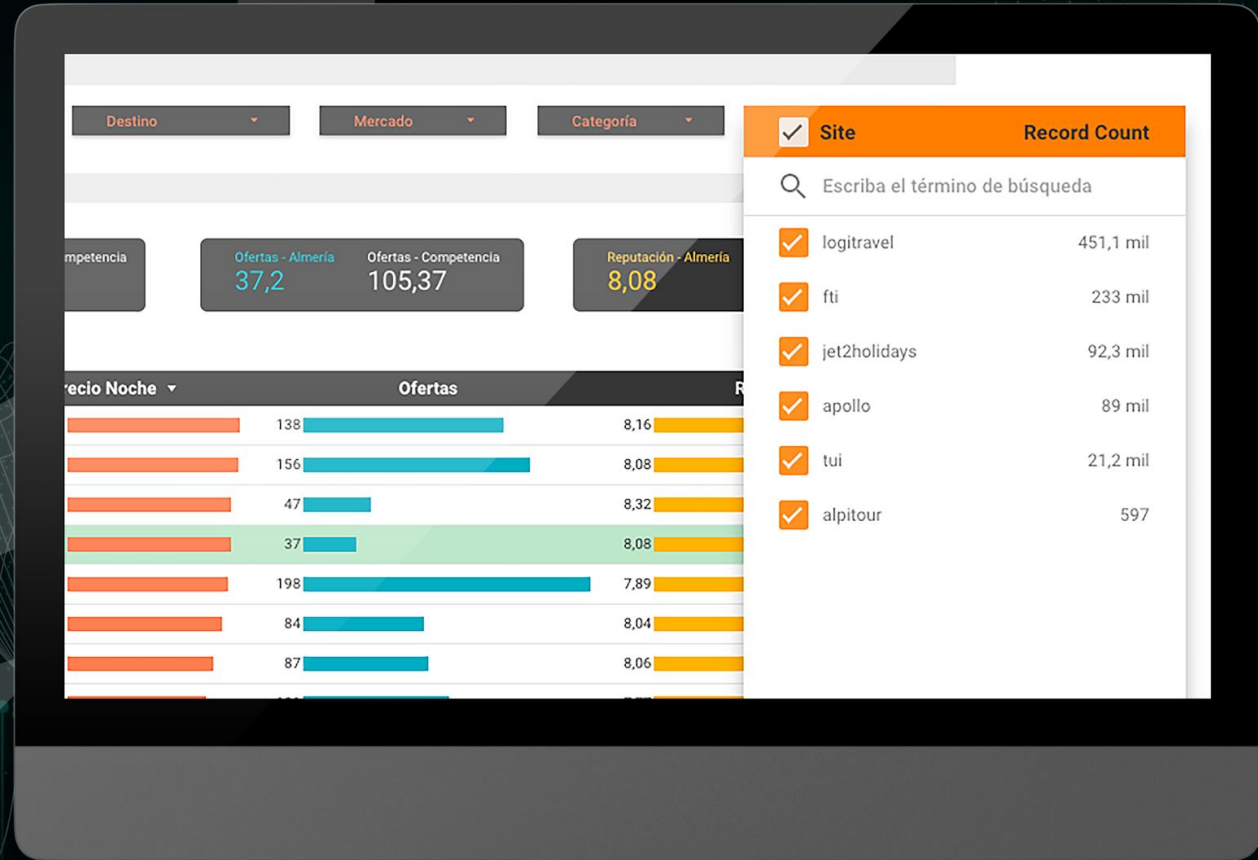 Destino
Mercado
Categoría
Site Record Count
Escriba el término de búsqueda
logitravel 451,1 mil
fti 233 mil
jet2holidays 92,3 mil
apollo 89 mil
tui 21,2 mil
alpitour 597
Ofertas - Almería Ofertas - Competencia
37,2 105,37
Reputación - Almería
8,08
Noche Ofertas
138 8,16
156 8,08
47 8,32
37 8,08
198 7,89
84 8,04
87 8,06